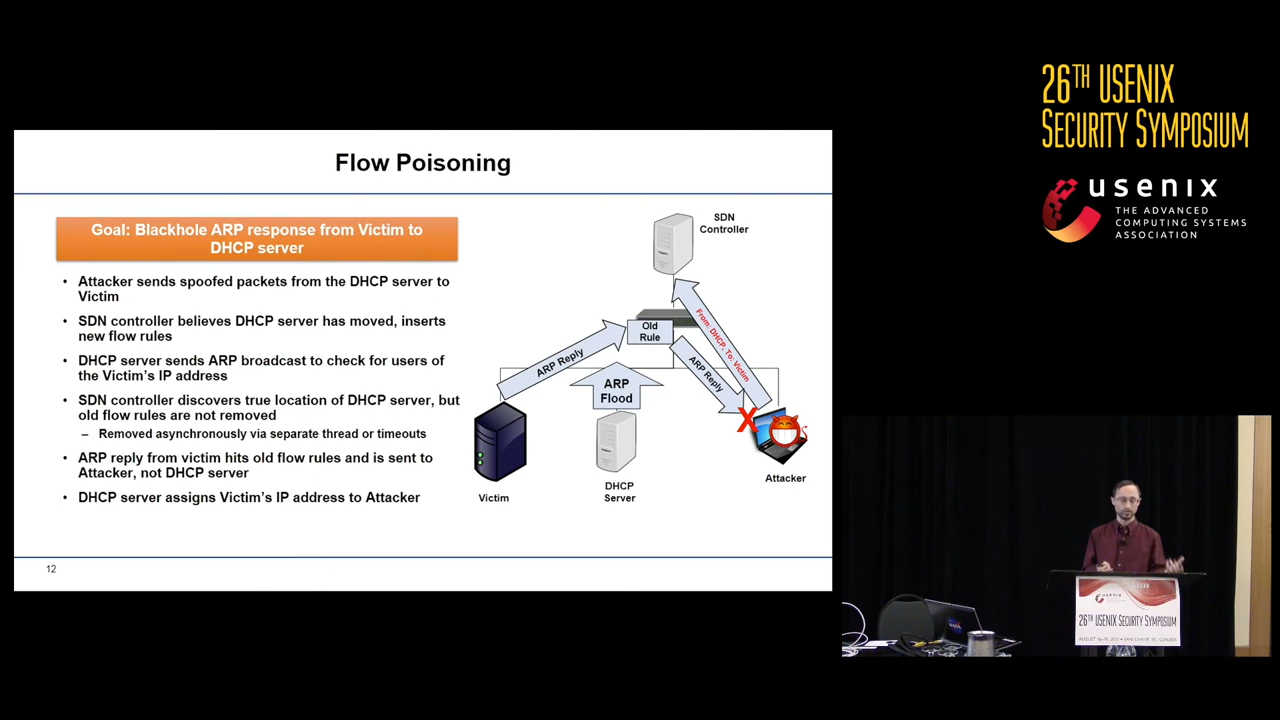 26TH USENIX
SECURITY SYMPOSIUM
usenix
THE ADVANCED
COMPUTING SYSTEMS
ASSOCIATION
Flow Poisoning
Goal: Blackhole ARP response from Victim to
DHCP server
• Attacker sends spoofed packets from the DHCP server to
Victim
• SDN controller believes DHCP server has moved, inserts
new flow rules
• DHCP server sends ARP broadcast to check for users of
the Victim's IP address
• SDN controller discovers true location of DHCP server, but
old flow rules are not removed
– Removed asynchronously via separate thread or timeouts
• ARP reply from victim hits old flow rules and is sent to
Attacker, not DHCP server
• DHCP server assigns Victim's IP address to Attacker
SDN
Controller
Old
Rule
From: DHCP, To: Victim
ARP Reply
ARP Reply
ARP
Flood
X
Victim
DHCP
Server
Attacker
12
usenix
26TH USENIX SECURITY SYMPOSIUM